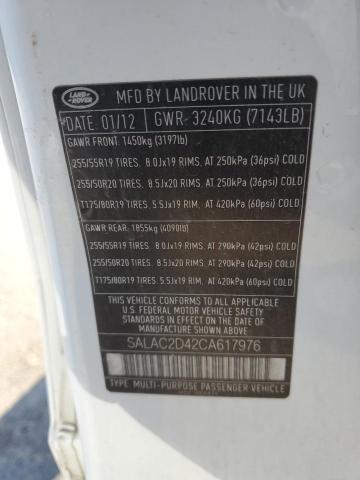 LAND
ROVER
MFD BY LANDROVER IN THE UK
DATE: 01/12 GWR- 3240KG (7143LB)
GAWR FRONT: 1450kg (3197lb)
255/55R19 TIRES. 8.0Jx19 RIMS. AT 250kPA (36psi) COLD
255/50R20 TIRES. 8.5Jx20 RIMS. AT 250kPA (36psi) COLD
T175/80R19 TIRES. 5.5Jx19 RIM. AT 420kPA (60psi) COLD
GAWR REAR: 1855kg (4090lb)
255/55R19 TIRES. 8.0Jx19 RIMS. AT 290kPA (42psi) COLD
255/50R20 TIRES. 8.5Jx20 RIMS. AT 290kPA (42psi) COLD
T175/80R19 TIRES. 5.5Jx19 RIM. AT 420kPA (60psi) COLD
THIS VEHICLE CONFORMS TO ALL APPLICABLE
U.S. FEDERAL MOTOR VEHICLE SAFETY
STANDARDS IN EFFECT ON THE DATE OF
MANUFACTURE SHOWN ABOVE
SALAC2D42CA617976
TYPE: MULTI-PURPOSE PASSENGER VEHICLE